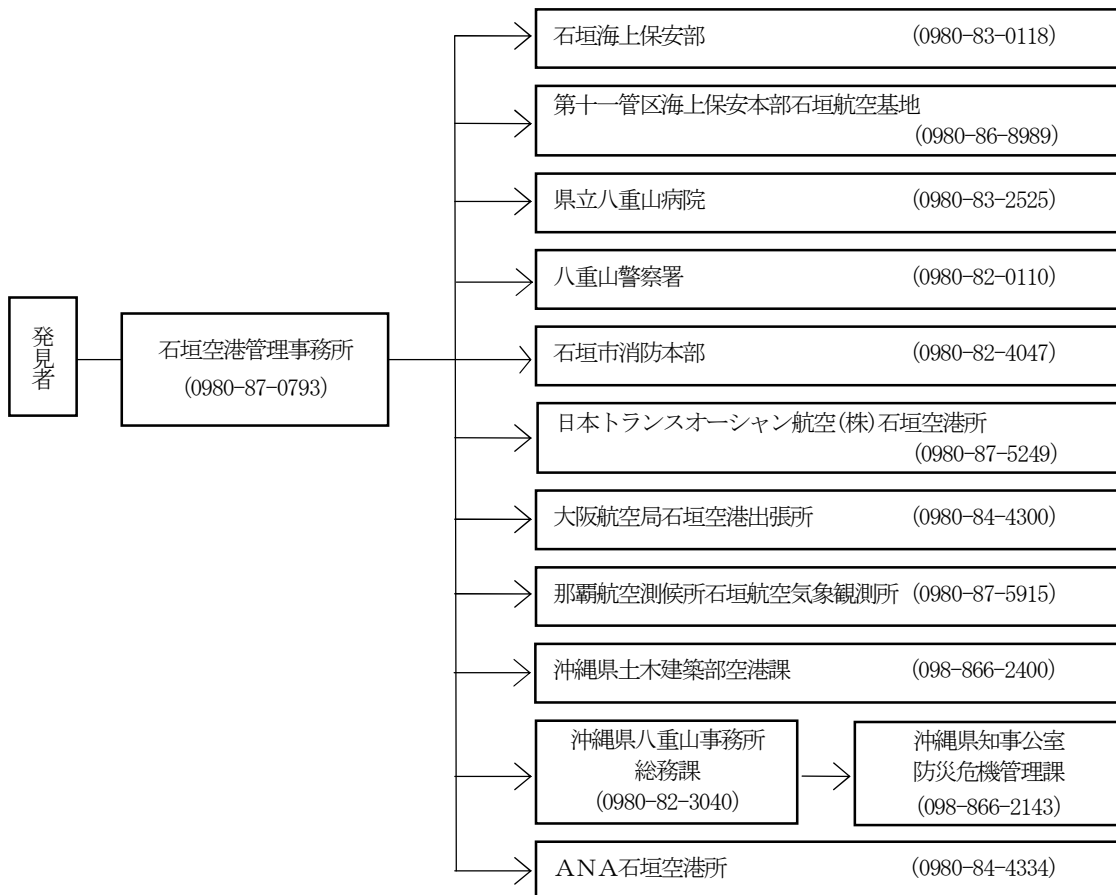 石垣海上保安部 (0980-83-0118)
第十一管区海上保安本部石垣航空基地
(0980-86-8989)
県立八重山病院 (0980-83-2525)
八重山警察署 (0980-82-0110)
発見者
石垣空港管理事務所
(0980-87-0793)
石垣市消防本部 (0980-82-4047)
日本トランスオーシャン航空(株)石垣空港所
(0980-87-5249)
大阪航空局石垣空港出張所 (0980-84-4300)
那覇航空測候所石垣航空気象観測所 (0980-87-5915)
沖縄県土木建築部空港課 (098-866-2400)
沖縄県八重山事務所
総務課
(0980-82-3040)
沖縄県知事公室
防災危機管理課
(098-866-2143)
ANA石垣空港所 (0980-84-4334)